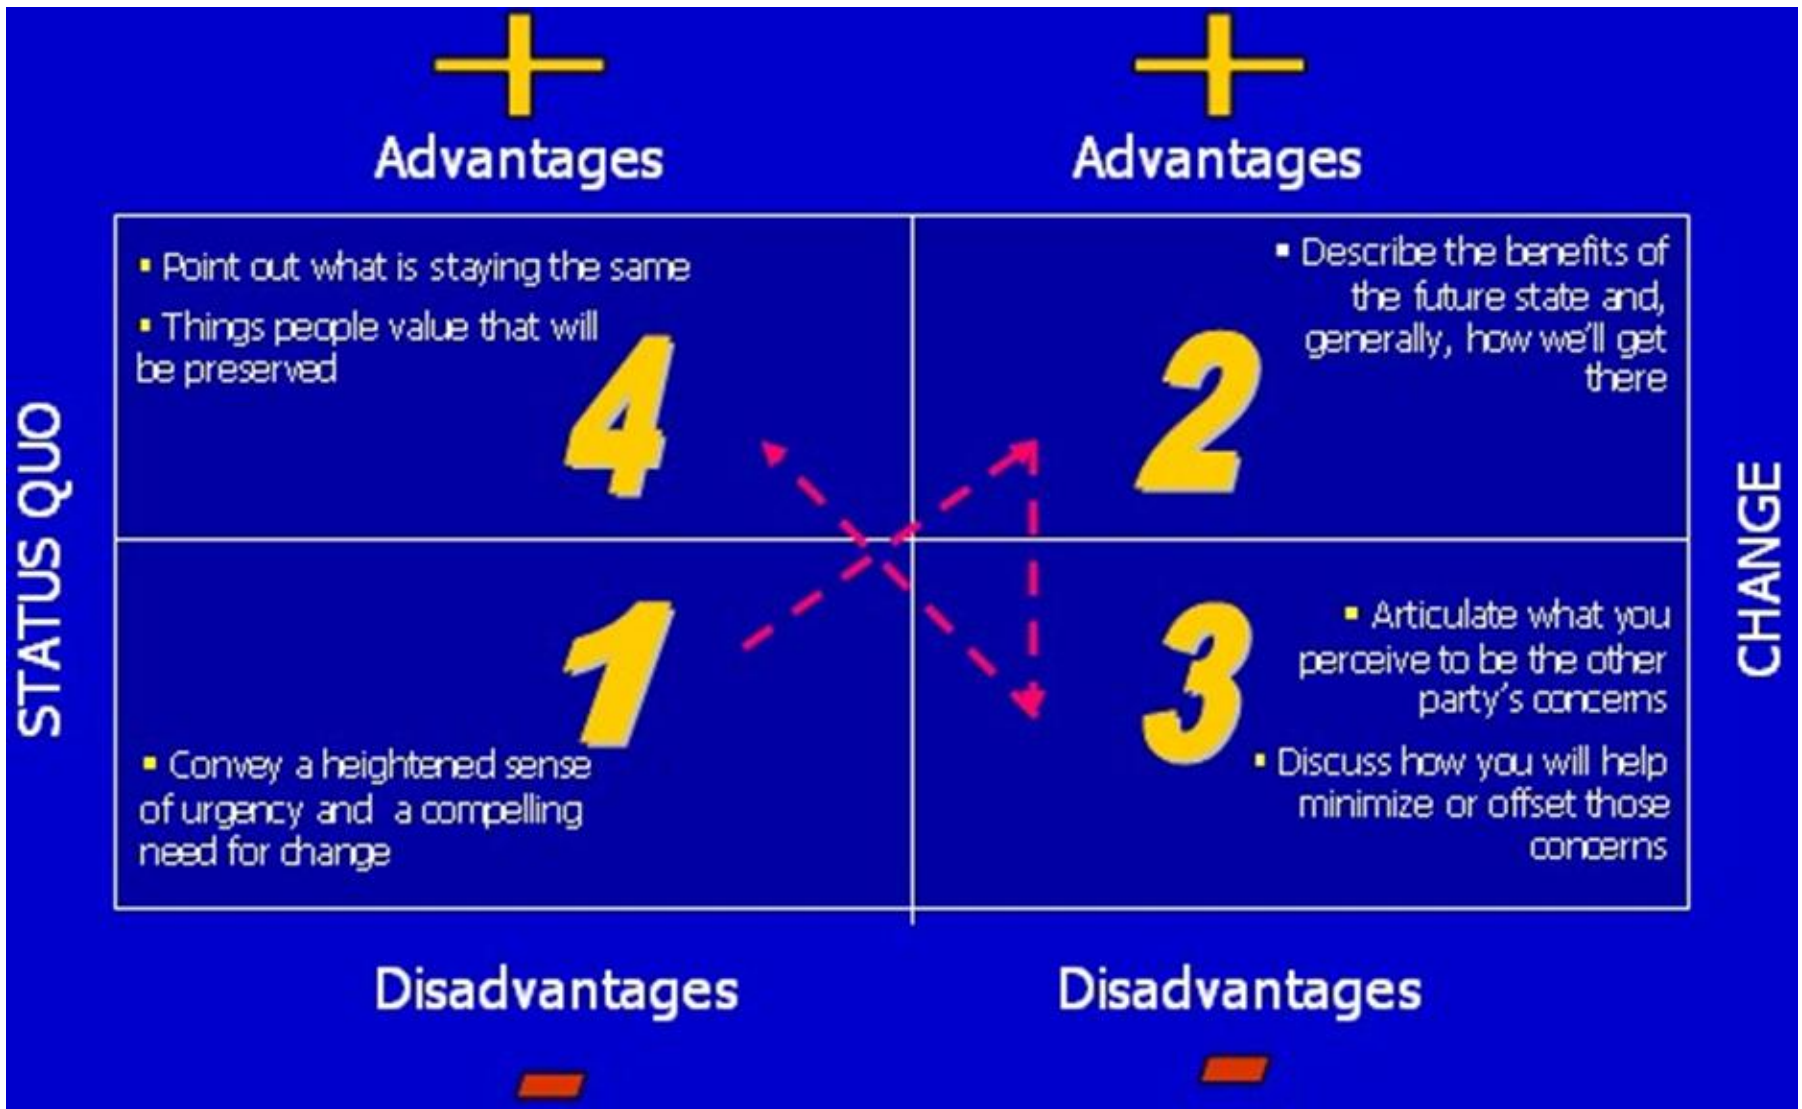 Advantages
Advantages
STATUS QUO
▪ Point out what is staying the same
▪ Things people value that will
be preserved
4
▪ Describe the benefits of
the future state and,
generally, how we'll get
there
2
1
▪ Convey a heightened sense
of urgency and a compelling
need for change
3
▪ Articulate what you
perceive to be the other
party's concerns
▪ Discuss how you will help
minimize or offset those
concerns
CHANGE
Disadvantages
Disadvantages